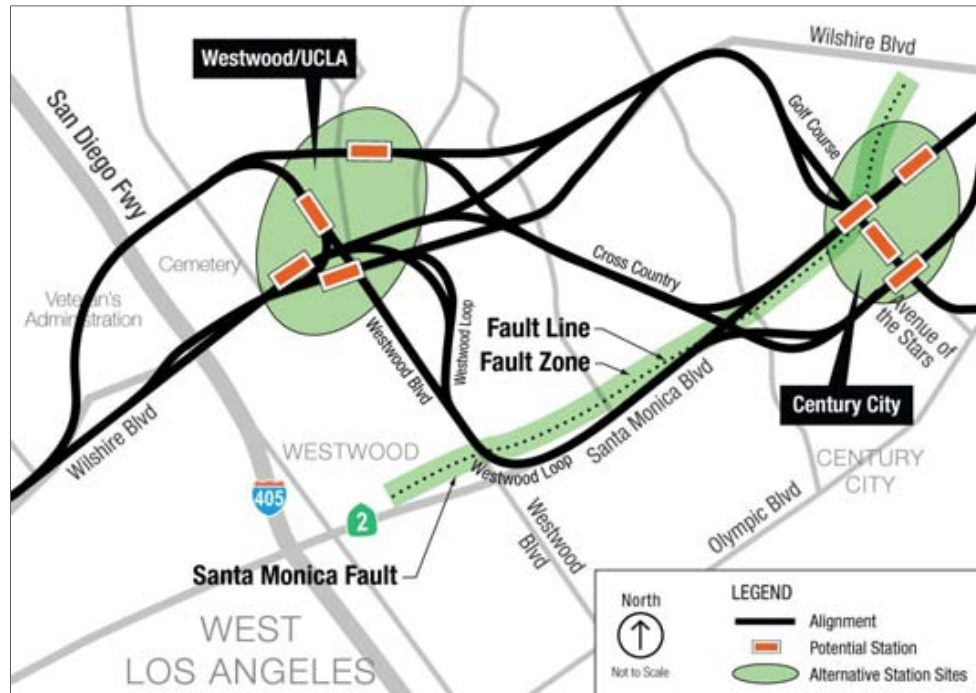 Wilshire Blvd
Westwood/UCLA
San Diego Fwy
Golf Course
Cemetery
Veteran's
Administration
Cross Country
Westwood Loop
Westwood Blvd
Fault Line
Fault Zone
Avenue of
the Stars
Santa Monica Blvd
Century City
Wilshire Blvd
WESTWOOD
Westwood Loop
CENTURY
CITY
405
2
Westwood
Blvd
Olympic Blvd
Santa Monica Fault
WEST
LOS ANGELES
North
Not to Scale
LEGEND
Alignment
Potential Station
Alternative Station Sites